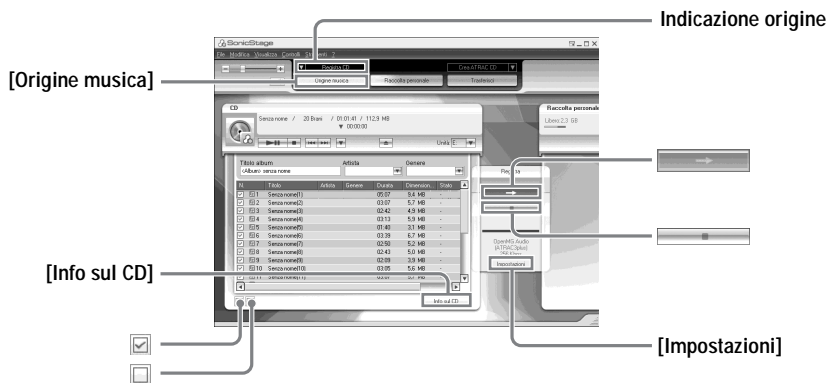 Indicazione origine
SonicStage
File Modifica Visualizza Controlli Strumenti ?
Registra CD
Crea ATRAC CD
[Origine musica]
Origine musica
Raccolta personale
Trasferisci
CD
Raccolta personale
Senza nome / 20 Brani / 01:01:41 / 112,9 MB
00:00:00
Libero:2,3 GB
Unità: E:
Titolo album
Artista
Genere
<Album> senza nome
Registra
N. Titolo Artista Genere Durata Dimension... Stato
1 Senza nome(1) 05:07 9,4 MB -
2 Senza nome(2) 03:07 5,7 MB -
3 Senza nome(3) 02:42 4,9 MB -
4 Senza nome(4) 03:13 5,9 MB -
5 Senza nome(5) 01:40 3,1 MB -
6 Senza nome(6) 03:39 6,7 MB -
7 Senza nome(7) 02:50 5,2 MB -
8 Senza nome(8) 02:43 5,0 MB -
9 Senza nome(9) 02:09 3,9 MB -
10 Senza nome(10) 03:05 5,6 MB -
OpenMG Audio
(ATRAC3plus)
256 Kbps
Impostazioni
[Info sul CD]
Info sul CD
[Impostazioni]